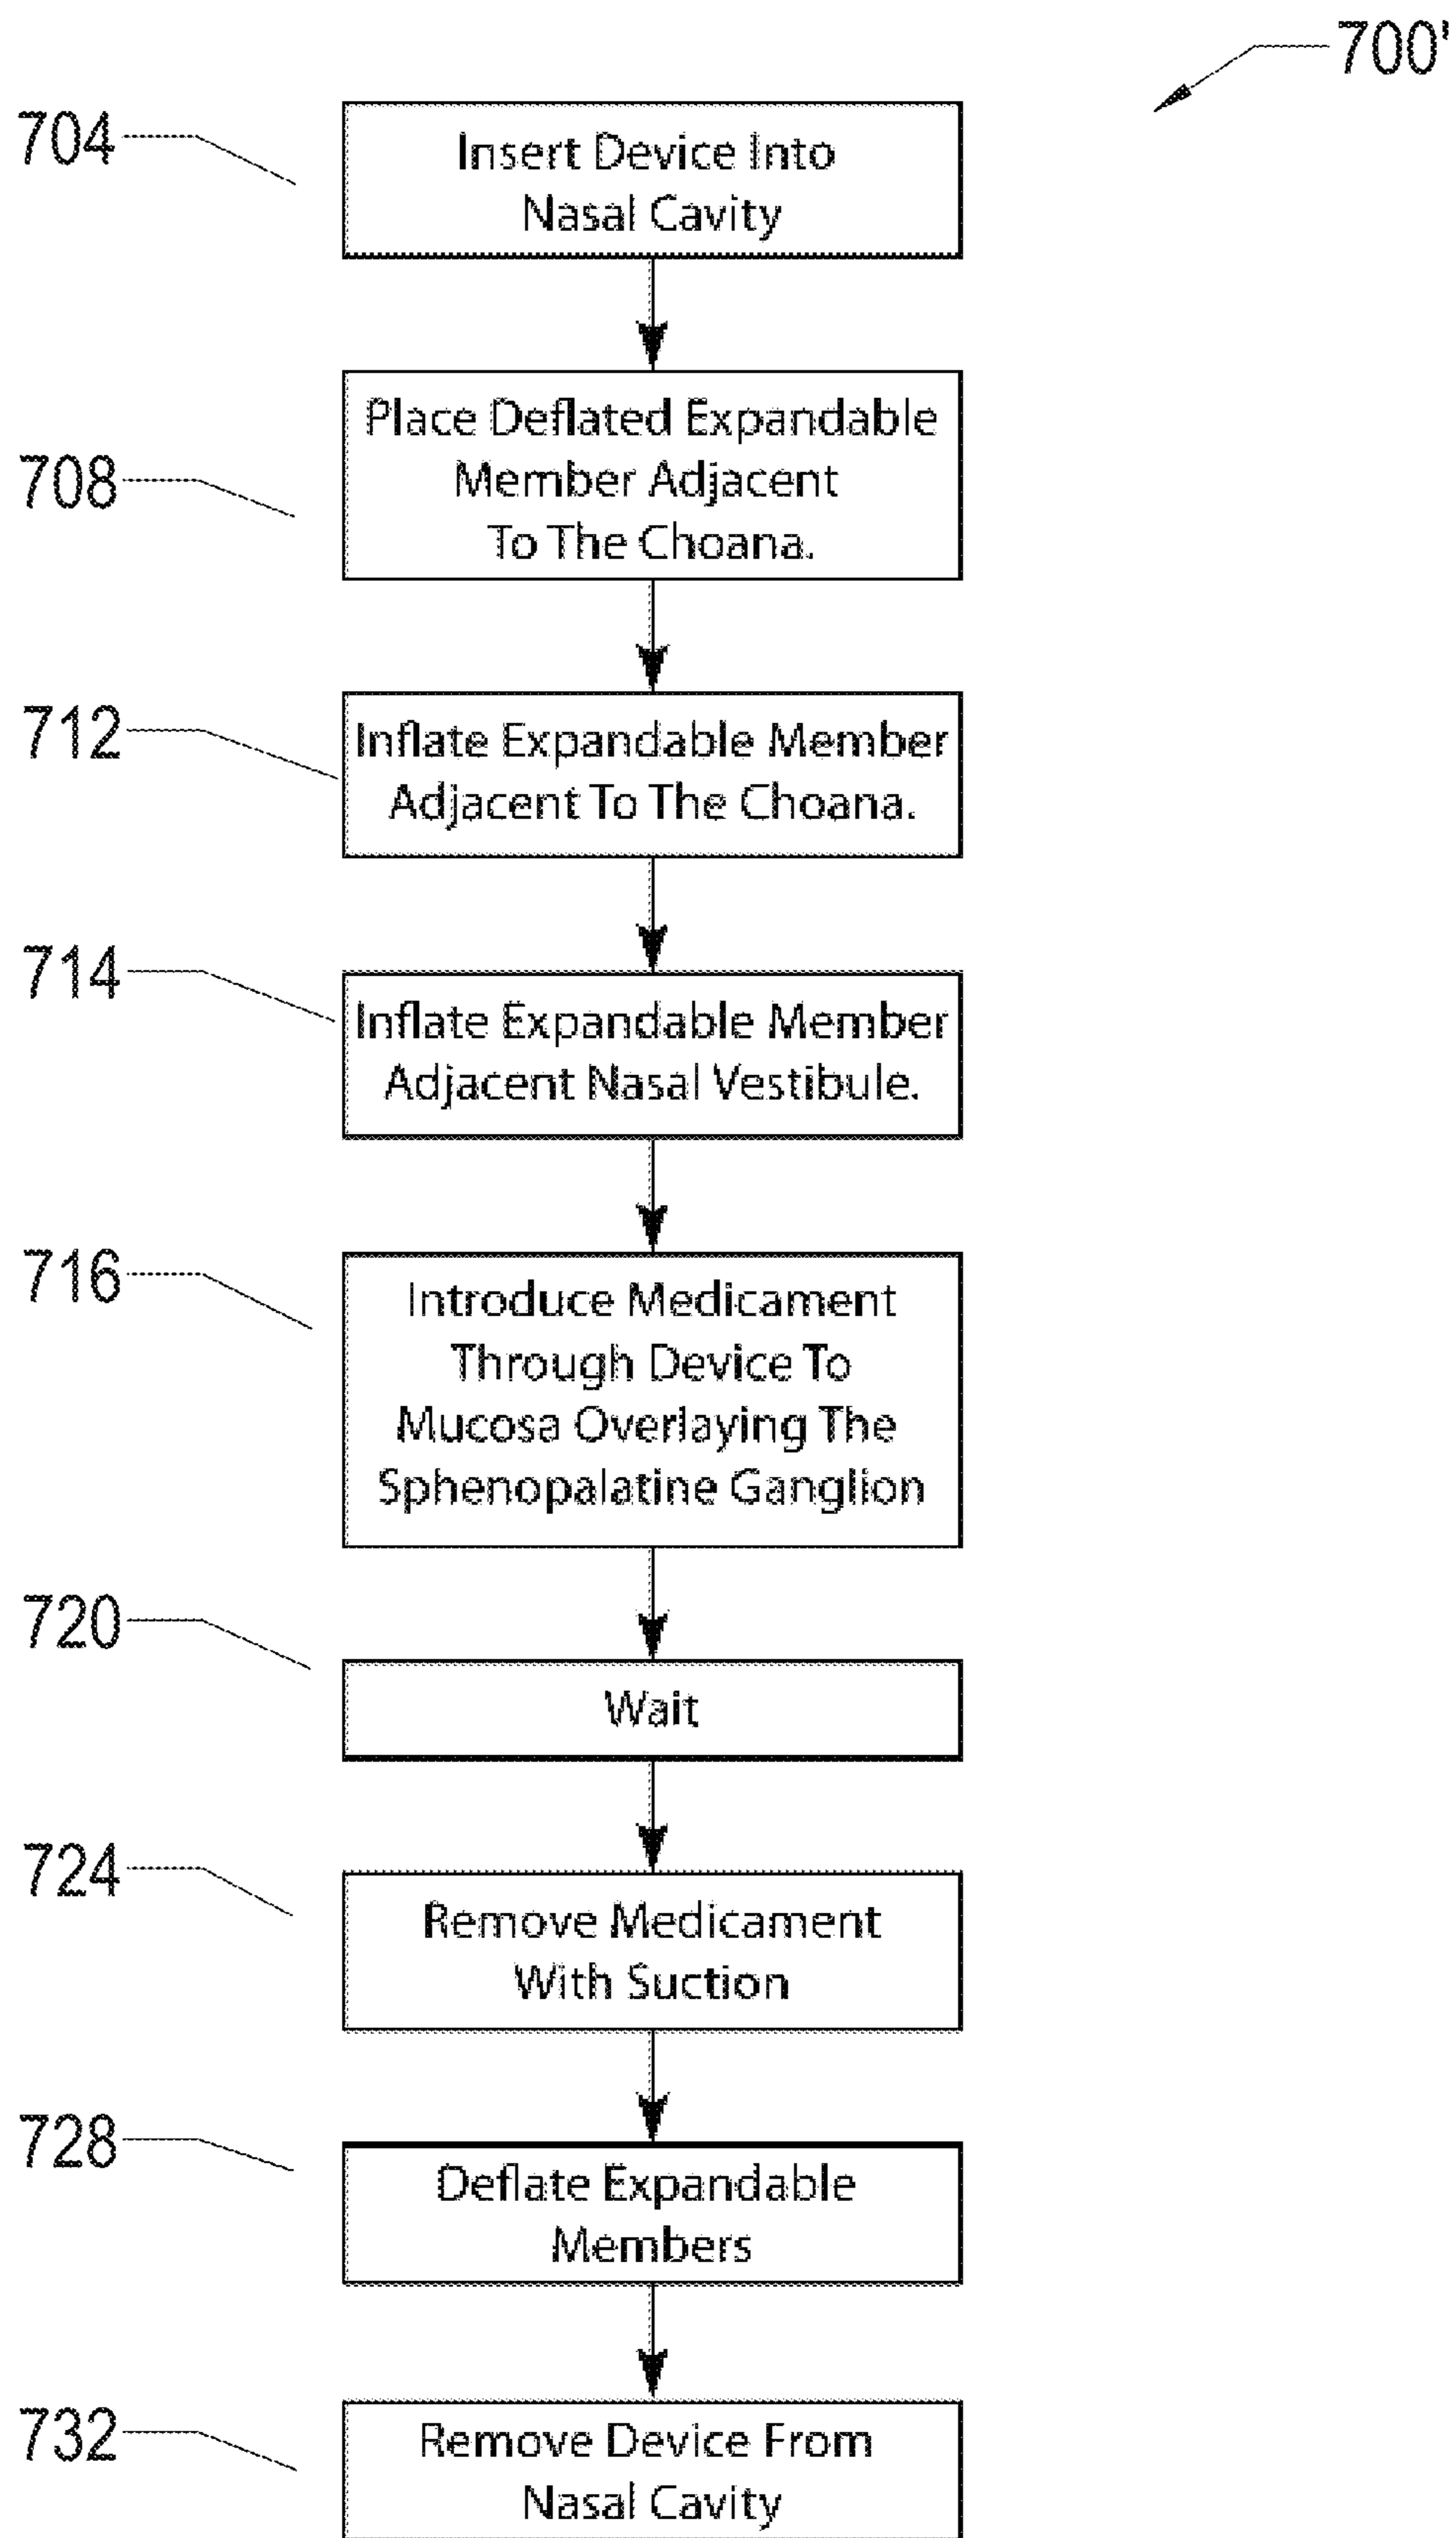 700'
704
Insert Device Into
Nasal Cavity
708
Place Deflated Expandable
Member Adjacent
To The Choana.
712
Inflate Expandable Member
Adjacent To The Choana.
714
Inflate Expandable Member
Adjacent Nasal Vestibule.
716
Introduce Medicament
Through Device To
Mucosa Overlaying The
Sphenopalatine Ganglion
720
Wait
724
Remove Medicament
With Suction
728
Deflate Expandable
Members
732
Remove Device From
Nasal Cavity